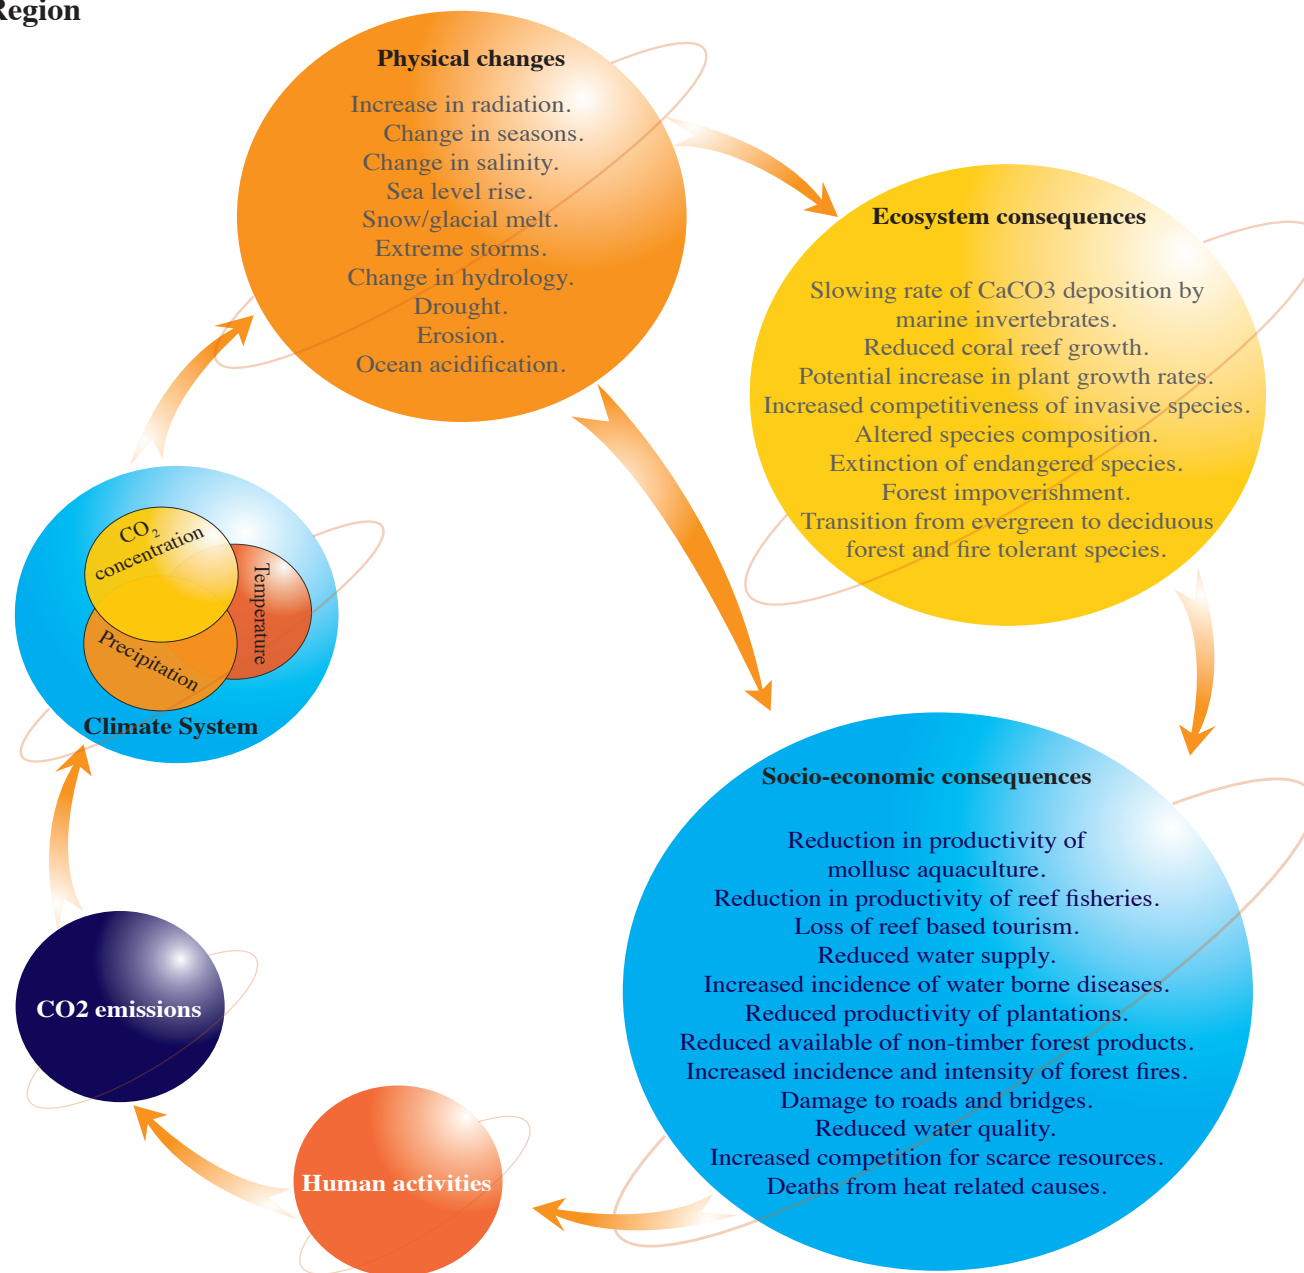 Region
Physical changes
Increase in radiation.
Change in seasons.
Change in salinity.
Sea level rise.
Snow/glacial melt.
Extreme storms.
Change in hydrology.
Drought.
Erosion.
Ocean acidification.
Ecosystem consequences
Slowing rate of CaCO3 deposition by
marine invertebrates.
Reduced coral reef growth.
Potential increase in plant growth rates.
Increased competitiveness of invasive species.
Altered species composition.
Extinction of endangered species.
Forest impoverishment.
Transition from evergreen to deciduous
forest and fire tolerant species.
CO₂
concentration
Temperature
Precipitation
Climate System
Socio-economic consequences
Reduction in productivity of
mollusc aquaculture.
Reduction in productivity of reef fisheries.
Loss of reef based tourism.
Reduced water supply.
Increased incidence of water borne diseases.
Reduced productivity of plantations.
Reduced available of non-timber forest products.
Increased incidence and intensity of forest fires.
Damage to roads and bridges.
Reduced water quality.
Increased competition for scarce resources.
Deaths from heat related causes.
CO2 emissions
Human activities